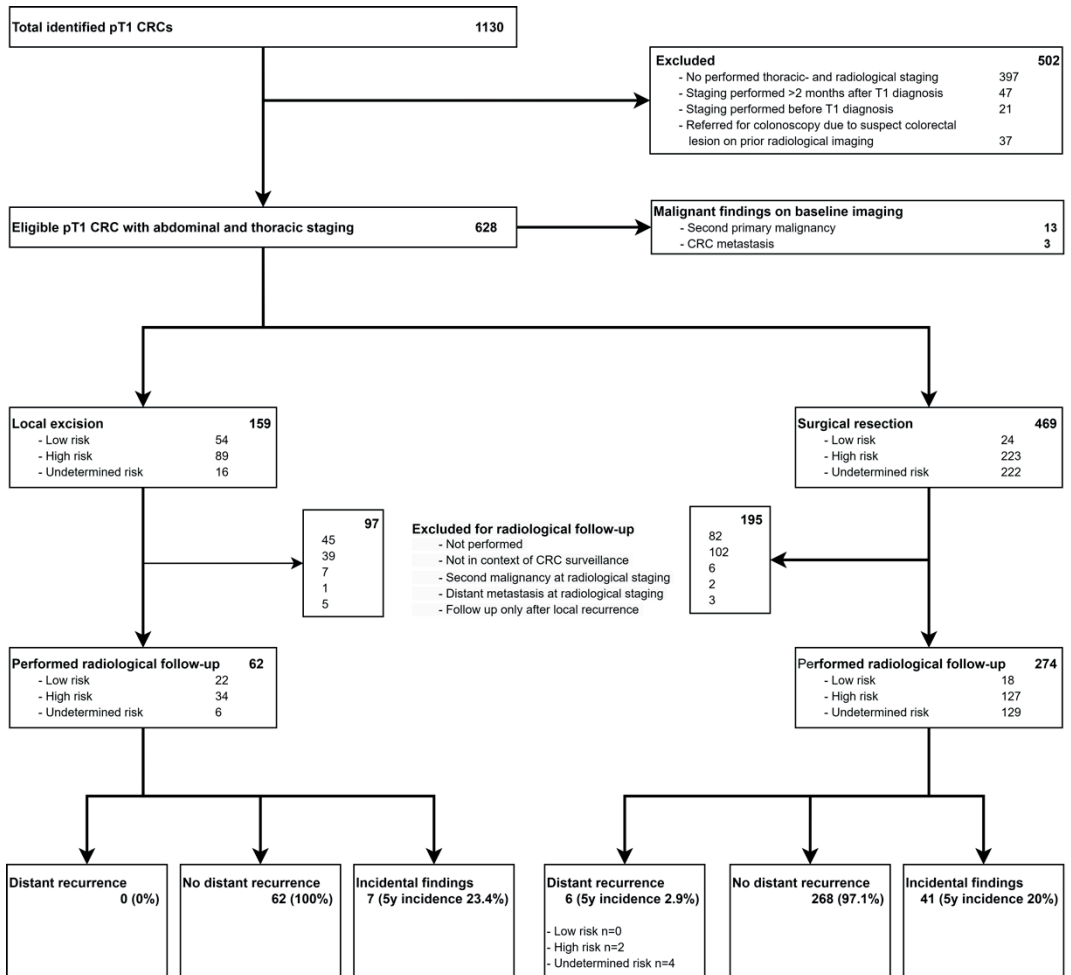 Total identified pT1 CRCs 1130
Excluded 502
- No performed thoracic- and radiological staging 397
- Staging performed >2 months after T1 diagnosis 47
- Staging performed before T1 diagnosis 21
- Referred for colonoscopy due to suspect colorectal
lesion on prior radiological imaging 37
Eligible pT1 CRC with abdominal and thoracic staging 628
Malignant findings on baseline imaging
- Second primary malignancy 13
- CRC metastasis 3
Local excision 159
- Low risk 54
- High risk 89
- Undetermined risk 16
Surgical resection 469
- Low risk 24
- High risk 223
- Undetermined risk 222
97
45
39
7
1
5
Excluded for radiological follow-up
- Not performed
- Not in context of CRC surveillance
- Second malignancy at radiological staging
- Distant metastasis at radiological staging
- Follow up only after local recurrence
195
82
102
6
2
3
Performed radiological follow-up 62
- Low risk 22
- High risk 34
- Undetermined risk 6
Performed radiological follow-up 274
- Low risk 18
- High risk 127
- Undetermined risk 129
Distant recurrence
0 (0%)
No distant recurrence
62 (100%)
Incidental findings
7 (5y incidence 23.4%)
Distant recurrence
6 (5y incidence 2.9%)
- Low risk n=0
- High risk n=2
- Undetermined risk n=4
No distant recurrence
268 (97.1%)
Incidental findings
41 (5y incidence 20%)